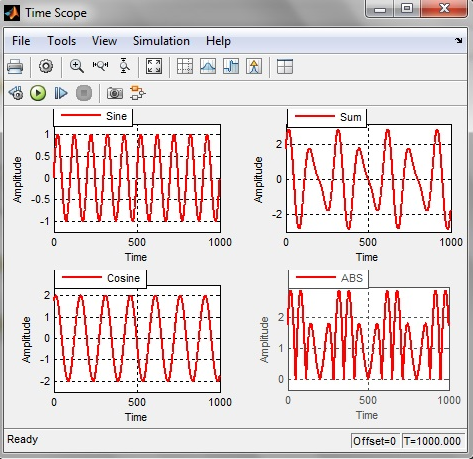 Time Scope
File Tools View Simulation Help
Sine
1
0.5
0
-0.5
-1
Amplitude
0 500 1000
Time
Sum
2
0
-2
Amplitude
0 500 1000
Time
Cosine
2
1
0
-1
-2
Amplitude
0 500 1000
Time
ABS
2
1
0
Amplitude
0 500 1000
Time
Ready Offset=0 T=1000.000